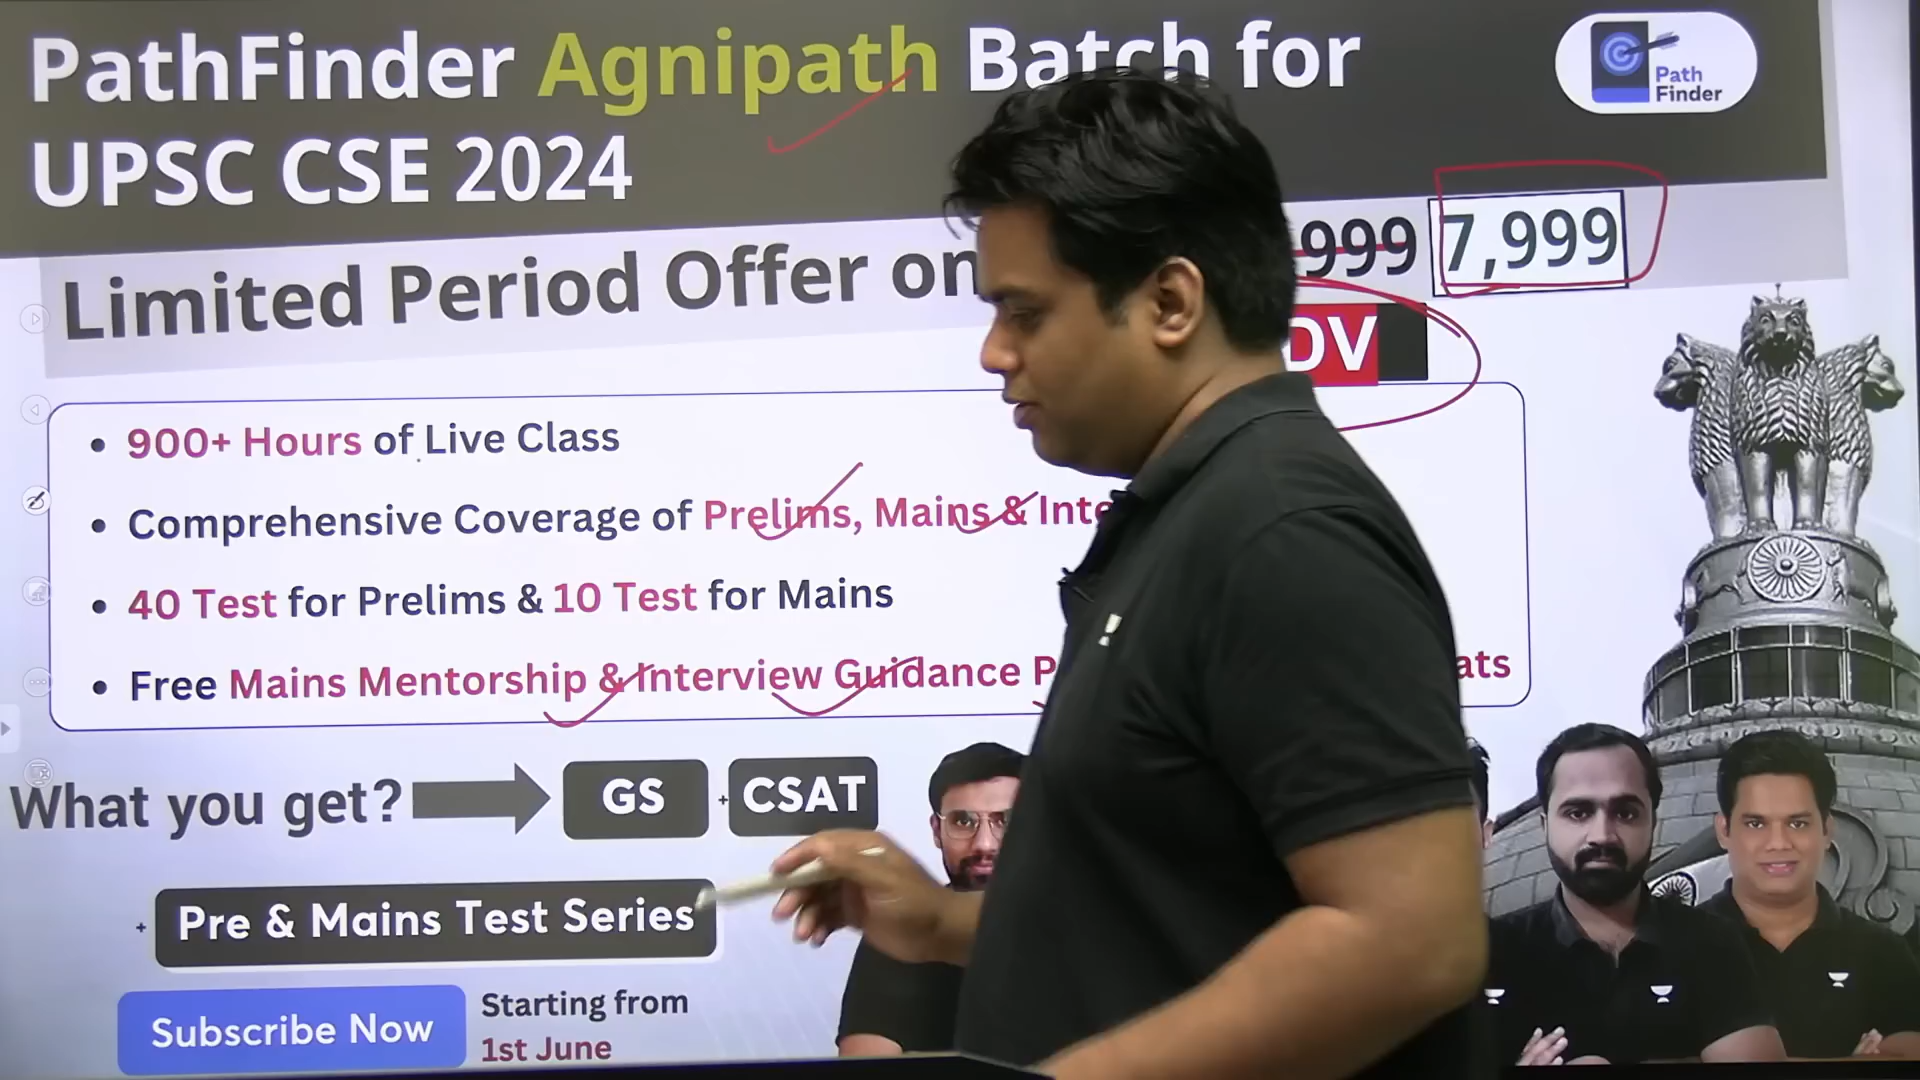 PathFinder Agnipath Batch for
UPSC CSE 2024
Path
Finder
Limited Period Offer on
999 7,999
DV
900+ Hours of Live Class
Comprehensive Coverage of Prelims, Mains & Inte
40 Test for Prelims & 10 Test for Mains
Free Mains Mentorship & Interview Guidance P ats
What you get? GS + CSAT
+ Pre & Mains Test Series
Subscribe Now
Starting from
1st June